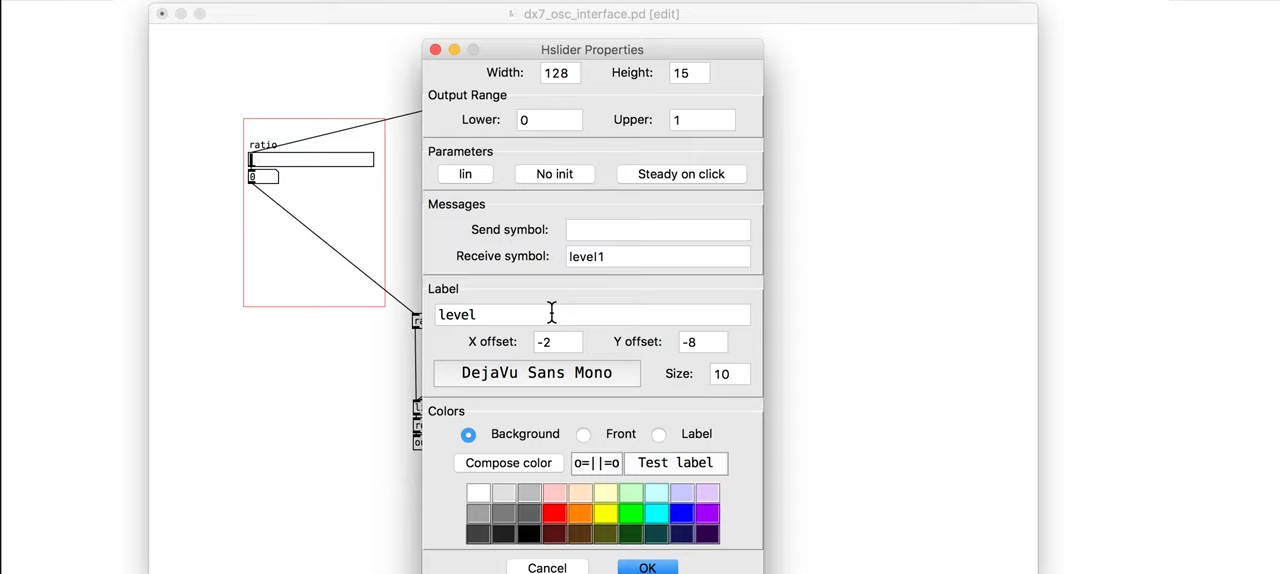 dx7_osc_interface.pd [edit]
Hslider Properties
Width: 128 Height: 15
Output Range
Lower: 0 Upper: 1
Parameters
lin No init Steady on click
Messages
Send symbol:
Receive symbol: level1
Label
level
X offset: -2 Y offset: -8
DejaVu Sans Mono Size: 10
Colors
Background Front Label
Compose color o=||=o Test label
Cancel OK
ratio
0